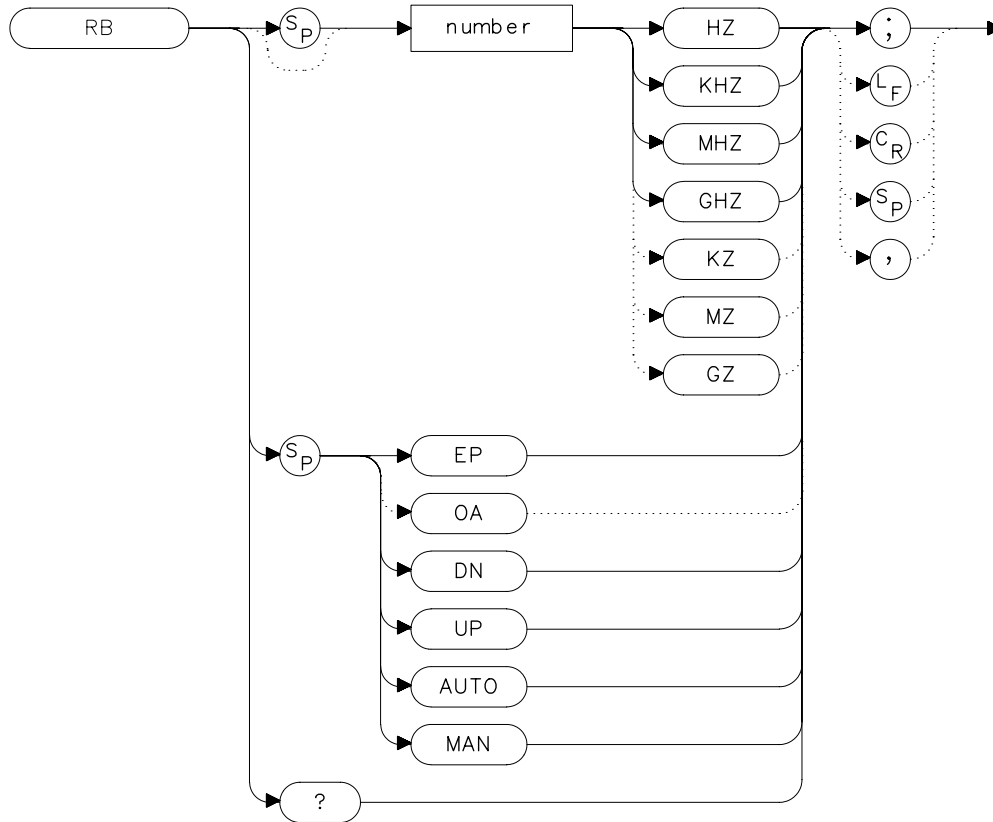 RB SP number HZ ;
KHZ LF
MHZ CR
GHZ SP
KZ ,
MZ
GZ
SP EP
OA
DN
UP
AUTO
MAN
?